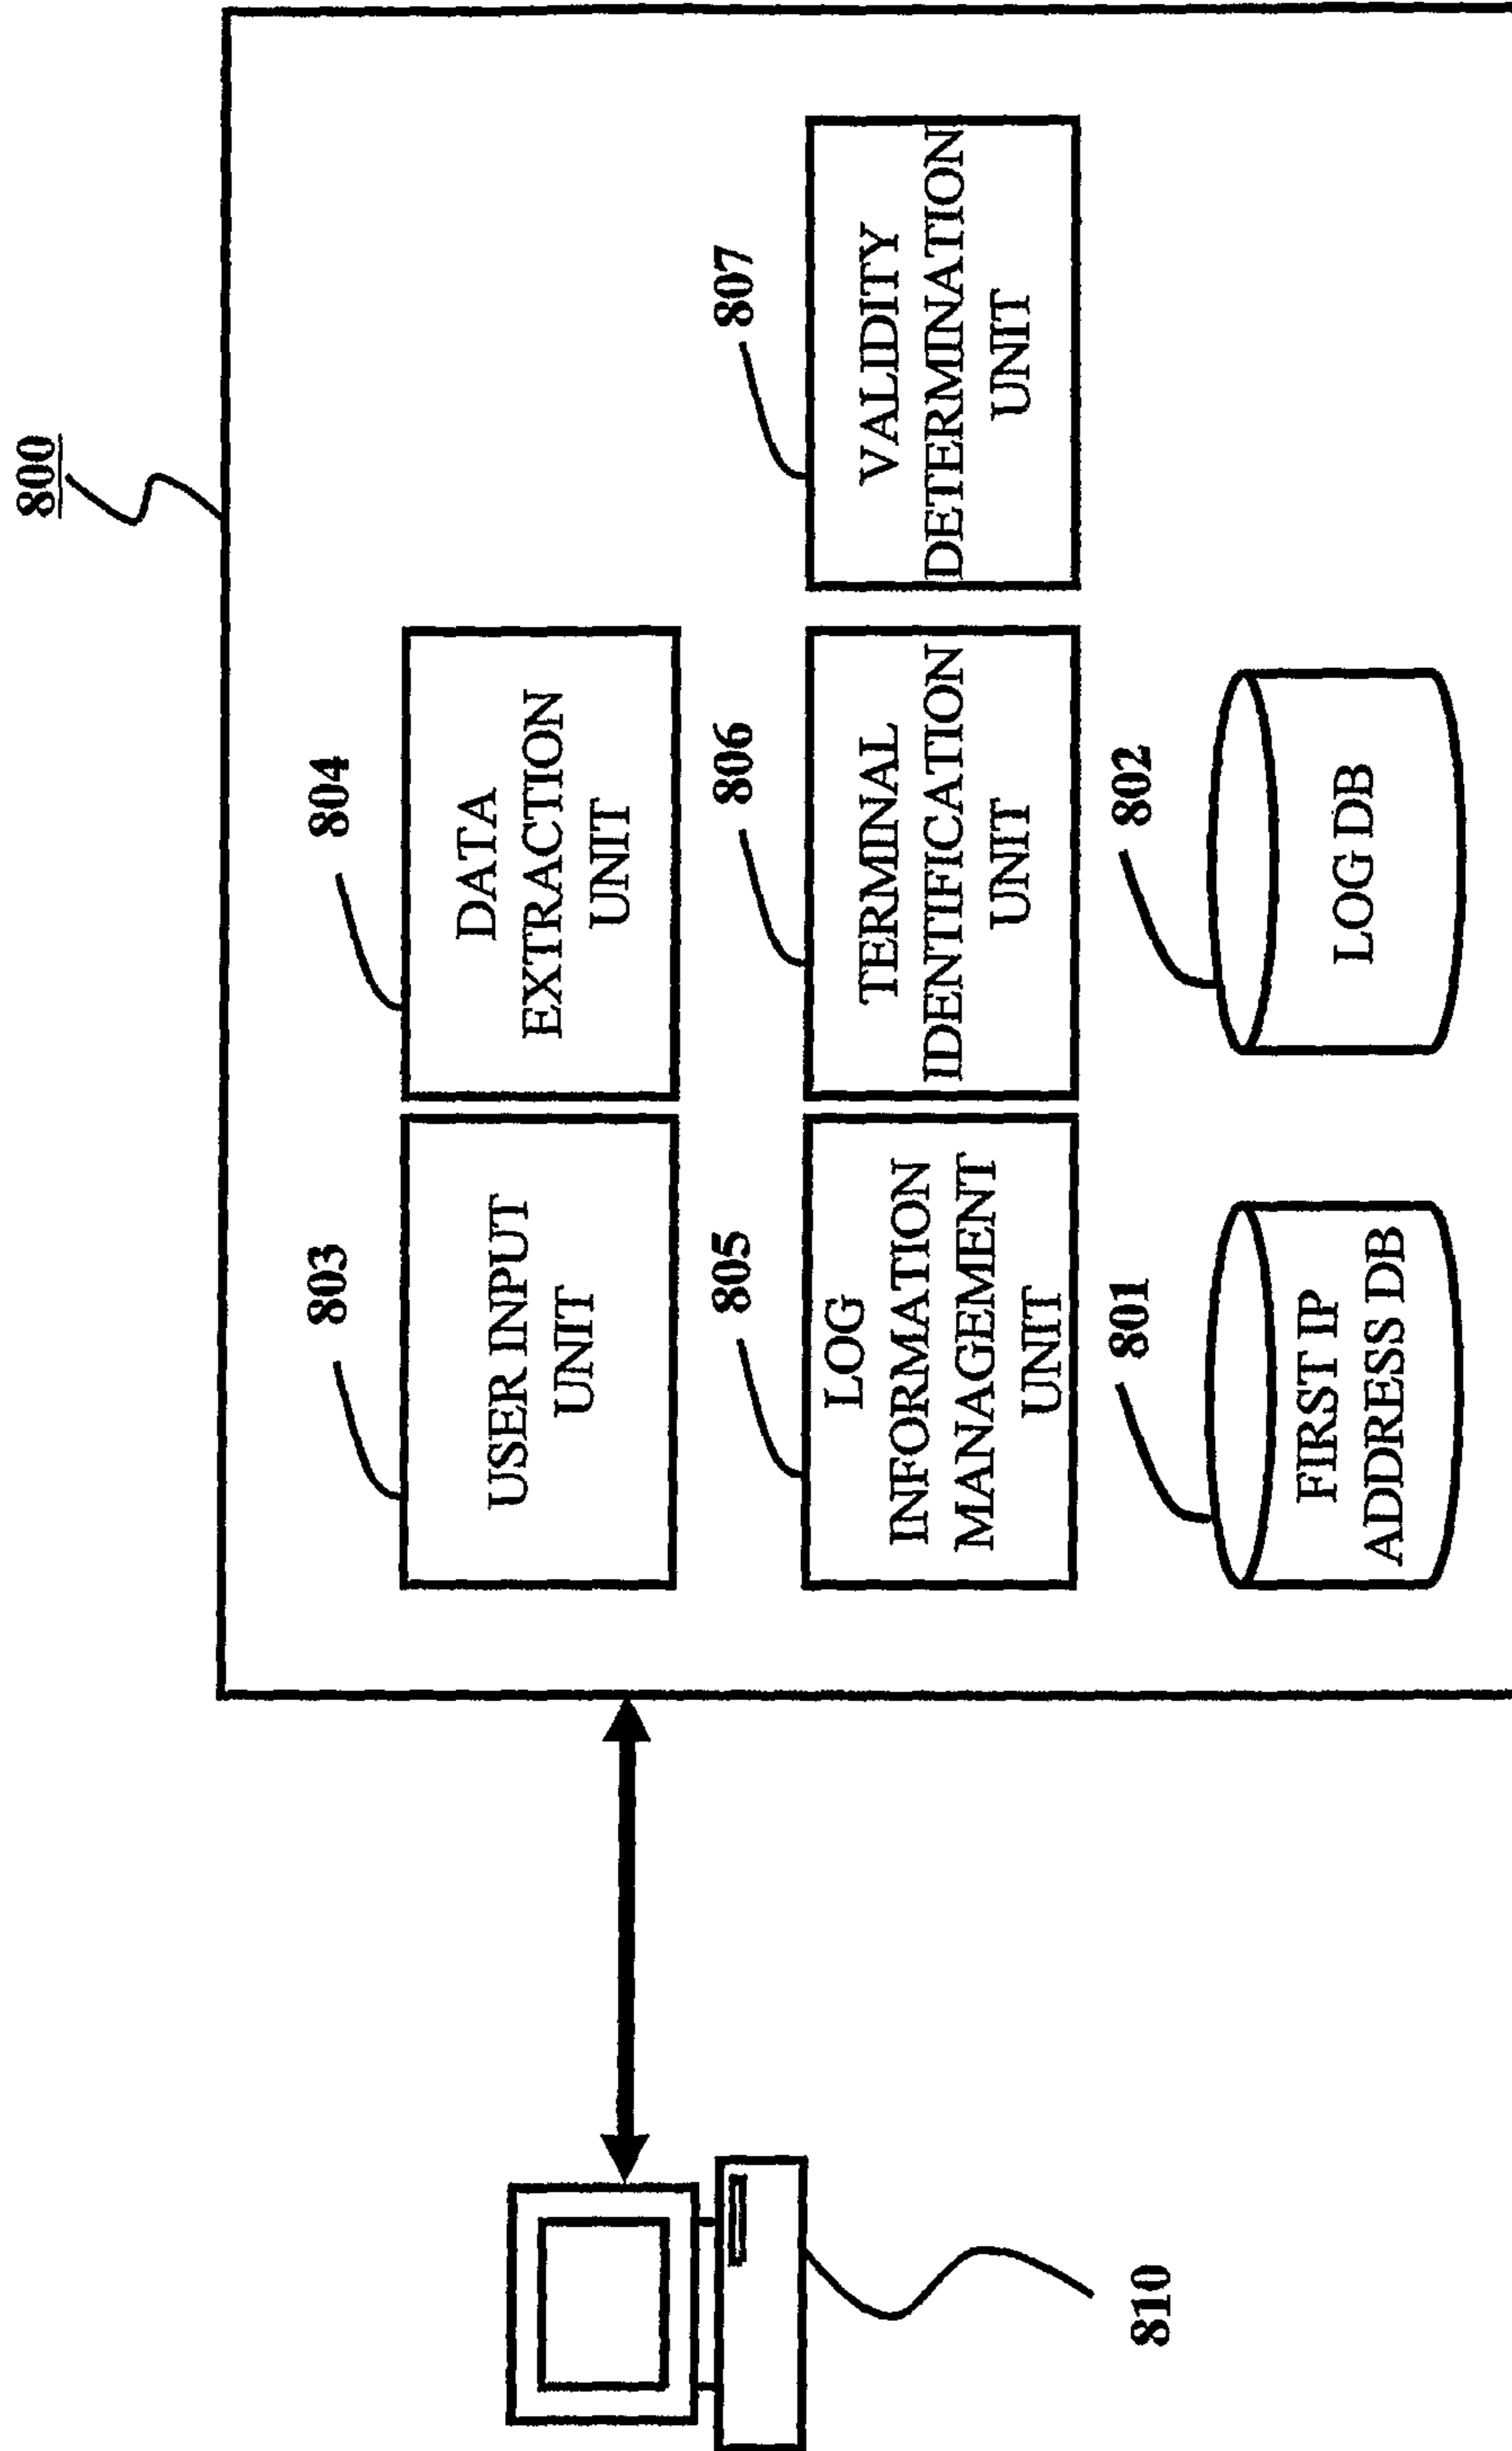 800
803
USER INPUT
UNIT
804
DATA
EXTRACTION
UNIT
805
LOG
INFORMATION
MANAGEMENT
UNIT
806
TERMINAL
IDENTIFICATION
UNIT
807
VALIDITY
DETERMINATION
UNIT
801
FIRST IP
ADDRESS DB
802
LOG DB
810